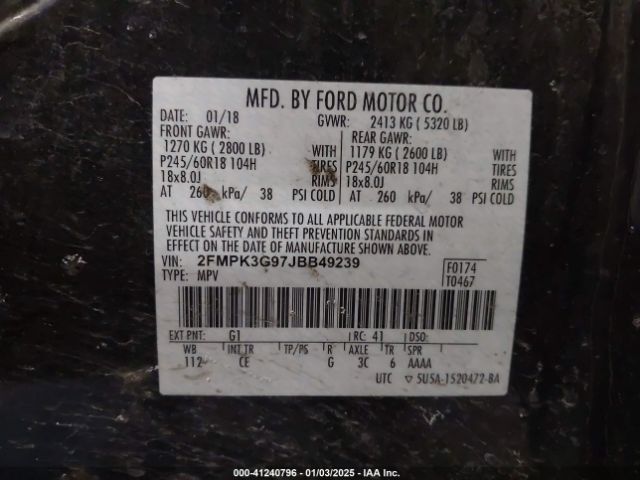 MFD. BY FORD MOTOR CO.
DATE: 01/18 GVWR: 2413 KG ( 5320 LB)
FRONT GAWR: REAR GAWR:
1270 KG ( 2800 LB) WITH 1179 KG ( 2600 LB) WITH
P245/60R18 104H TIRES P245/60R18 104H TIRES
18x8.0J RIMS 18x8.0J RIMS
AT 260 kPa/ 38 PSI COLD AT 260 kPa/ 38 PSI COLD
THIS VEHICLE CONFORMS TO ALL APPLICABLE FEDERAL MOTOR
VEHICLE SAFETY AND THEFT PREVENTION STANDARDS IN
EFFECT ON THE DATE OF MANUFACTURE SHOWN ABOVE.
VIN: 2FMPK3G97JBB49239 F0174
TYPE: MPV T0467
EXT PNT: G1 RC: 41 DSO:
WB INT TR TP/PS R AXLE TR SPR
112 CE G 3C 6 AAAA
UTC ▽ 5U5A-1520472-BA
000-41240796 - 01/03/2025 - IAA Inc.